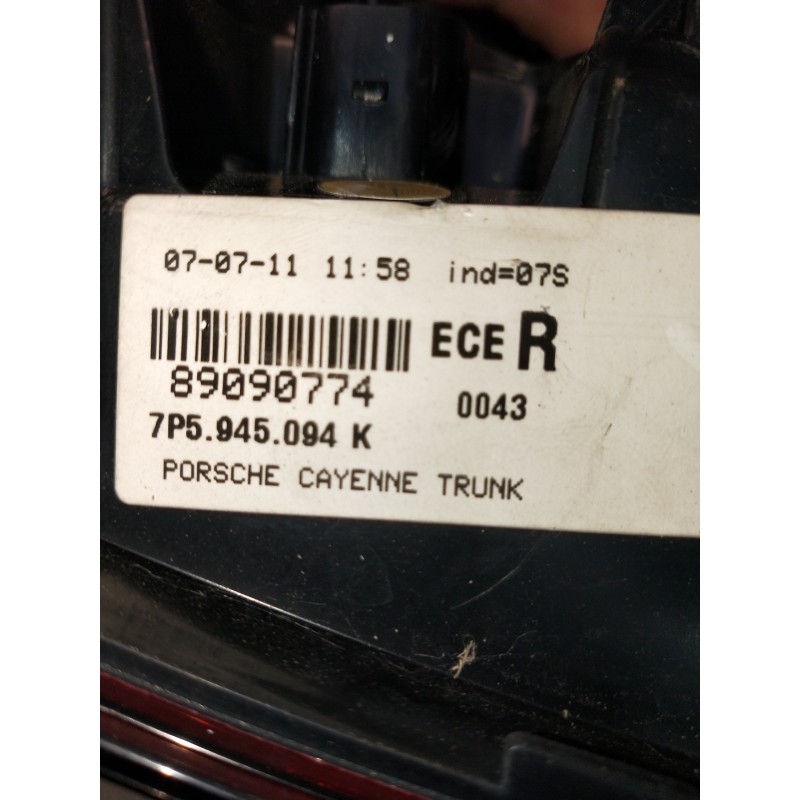 07-07-11 11:58 ind=07S
ECE R
89090774 0043
7P5.945.094 K
PORSCHE CAYENNE TRUNK